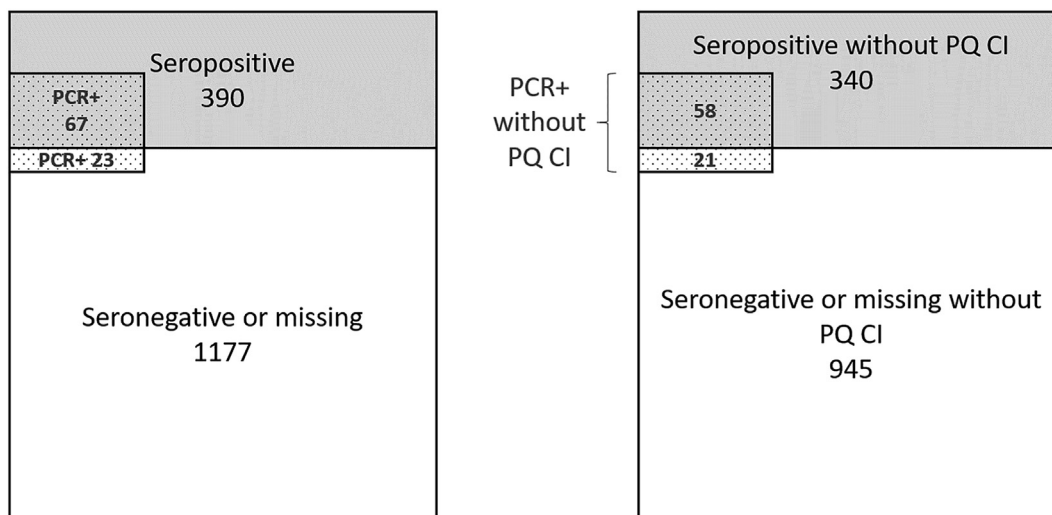 Seropositive
390
PCR+
67
PCR+ 23
Seronegative or missing
1177
PCR+
without
PQ CI
Seropositive without PQ CI
340
58
21
Seronegative or missing without
PQ CI
945